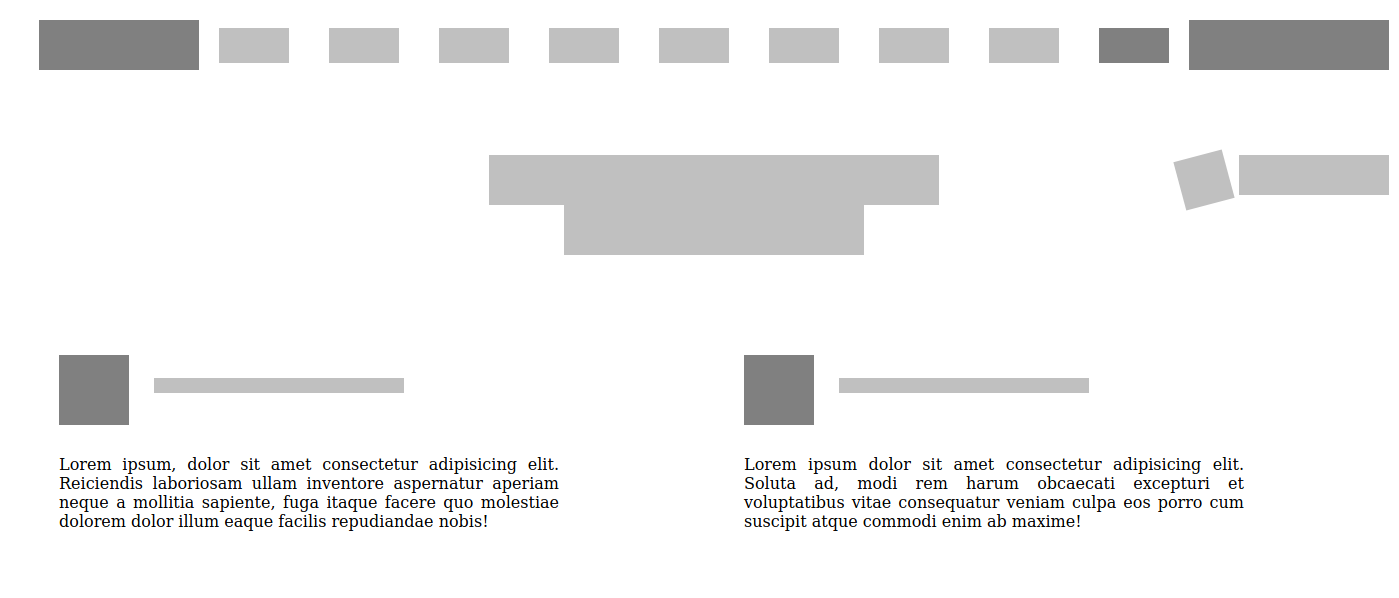 Lorem ipsum, dolor sit amet consectetur adipisicing elit.
Reiciendis laboriosam ullam inventore aspernatur aperiam
neque a mollitia sapiente, fuga itaque facere quo molestiae
dolorem dolor illum eaque facilis repudiandae nobis!
Lorem ipsum dolor sit amet consectetur adipisicing elit.
Soluta ad, modi rem harum obcaecati excepturi et
voluptatibus vitae consequatur veniam culpa eos porro cum
suscipit atque commodi enim ab maxime!